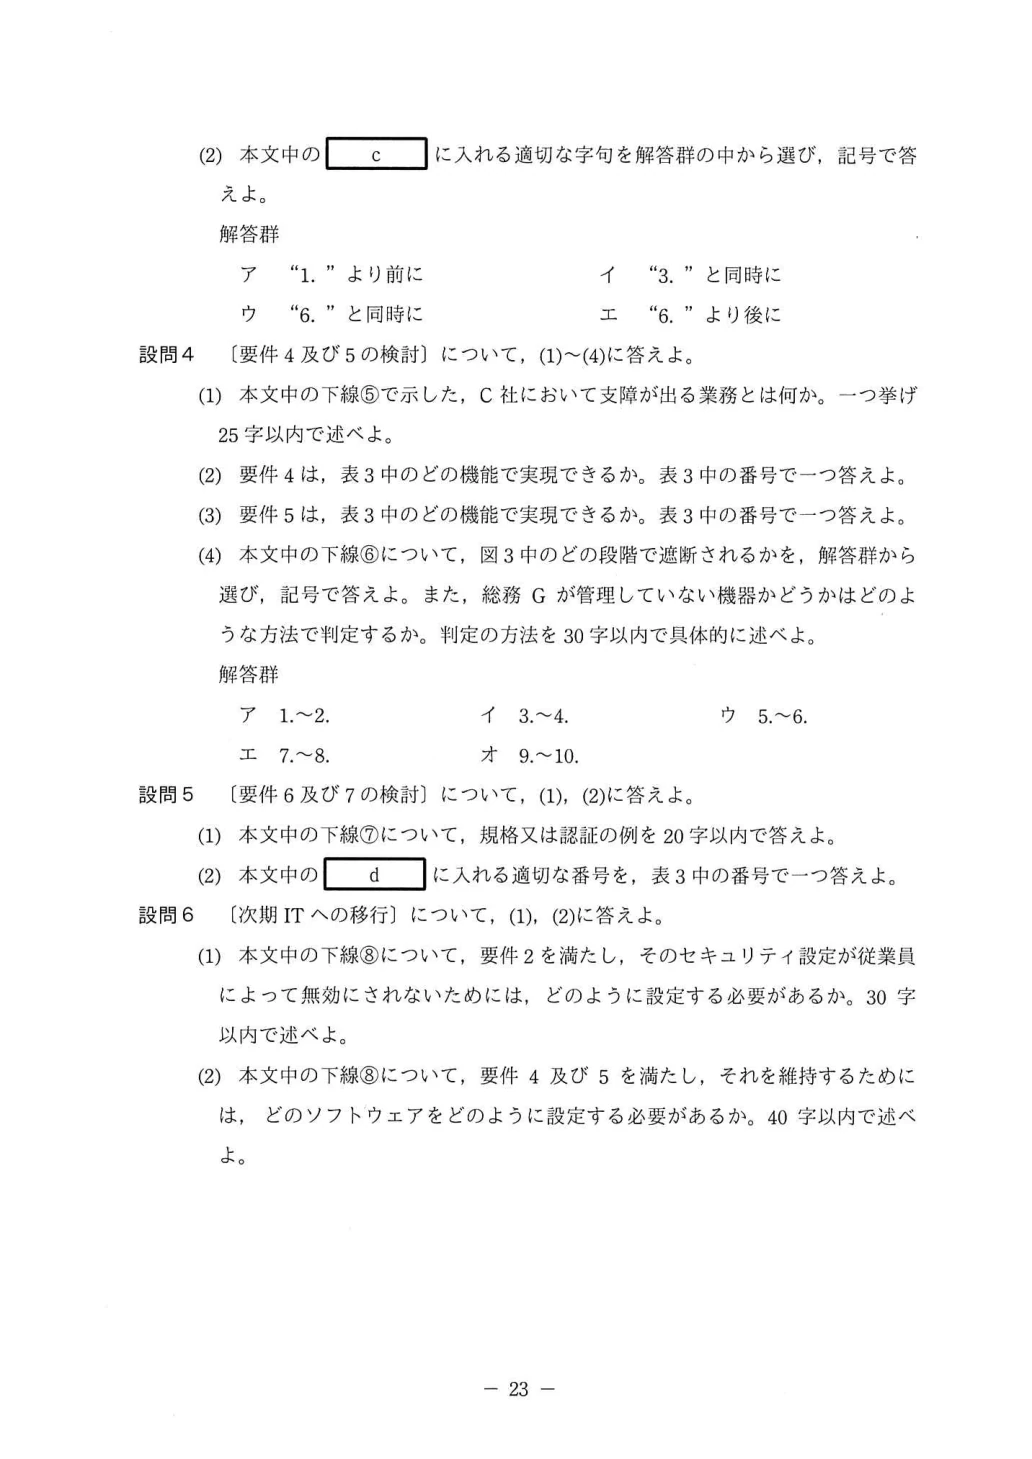 (2) 本文中の c に入れる適切な字句を解答群の中から選び，記号で答
えよ。
解答群
ア “1. ” より前に イ “3. ” と同時に
ウ “6. ” と同時に エ “6. ” より後に
設問4 〔要件 4 及び 5 の検討〕について，(1)～(4)に答えよ。
(1) 本文中の下線⑤で示した，C 社において支障が出る業務とは何か。一つ挙げ
25 字以内で述べよ。
(2) 要件 4 は，表 3 中のどの機能で実現できるか。表 3 中の番号で一つ答えよ。
(3) 要件 5 は，表 3 中のどの機能で実現できるか。表 3 中の番号で一つ答えよ。
(4) 本文中の下線⑥について，図 3 中のどの段階で遮断されるかを，解答群から
選び，記号で答えよ。また，総務 G が管理していない機器かどうかはどのよ
うな方法で判定するか。判定の方法を 30 字以内で具体的に述べよ。
解答群
ア 1.～2. イ 3.～4. ウ 5.～6.
エ 7.～8. オ 9.～10.
設問5 〔要件 6 及び 7 の検討〕について，(1)，(2)に答えよ。
(1) 本文中の下線⑦について，規格又は認証の例を 20 字以内で答えよ。
(2) 本文中の d に入れる適切な番号を，表 3 中の番号で一つ答えよ。
設問6 〔次期 IT への移行〕について，(1)，(2)に答えよ。
(1) 本文中の下線⑧について，要件 2 を満たし，そのセキュリティ設定が従業員
によって無効にされないためには，どのように設定する必要があるか。30 字
以内で述べよ。
(2) 本文中の下線⑧について，要件 4 及び 5 を満たし，それを維持するために
は，どのソフトウェアをどのように設定する必要があるか。40 字以内で述べ
よ。
－ 23 －